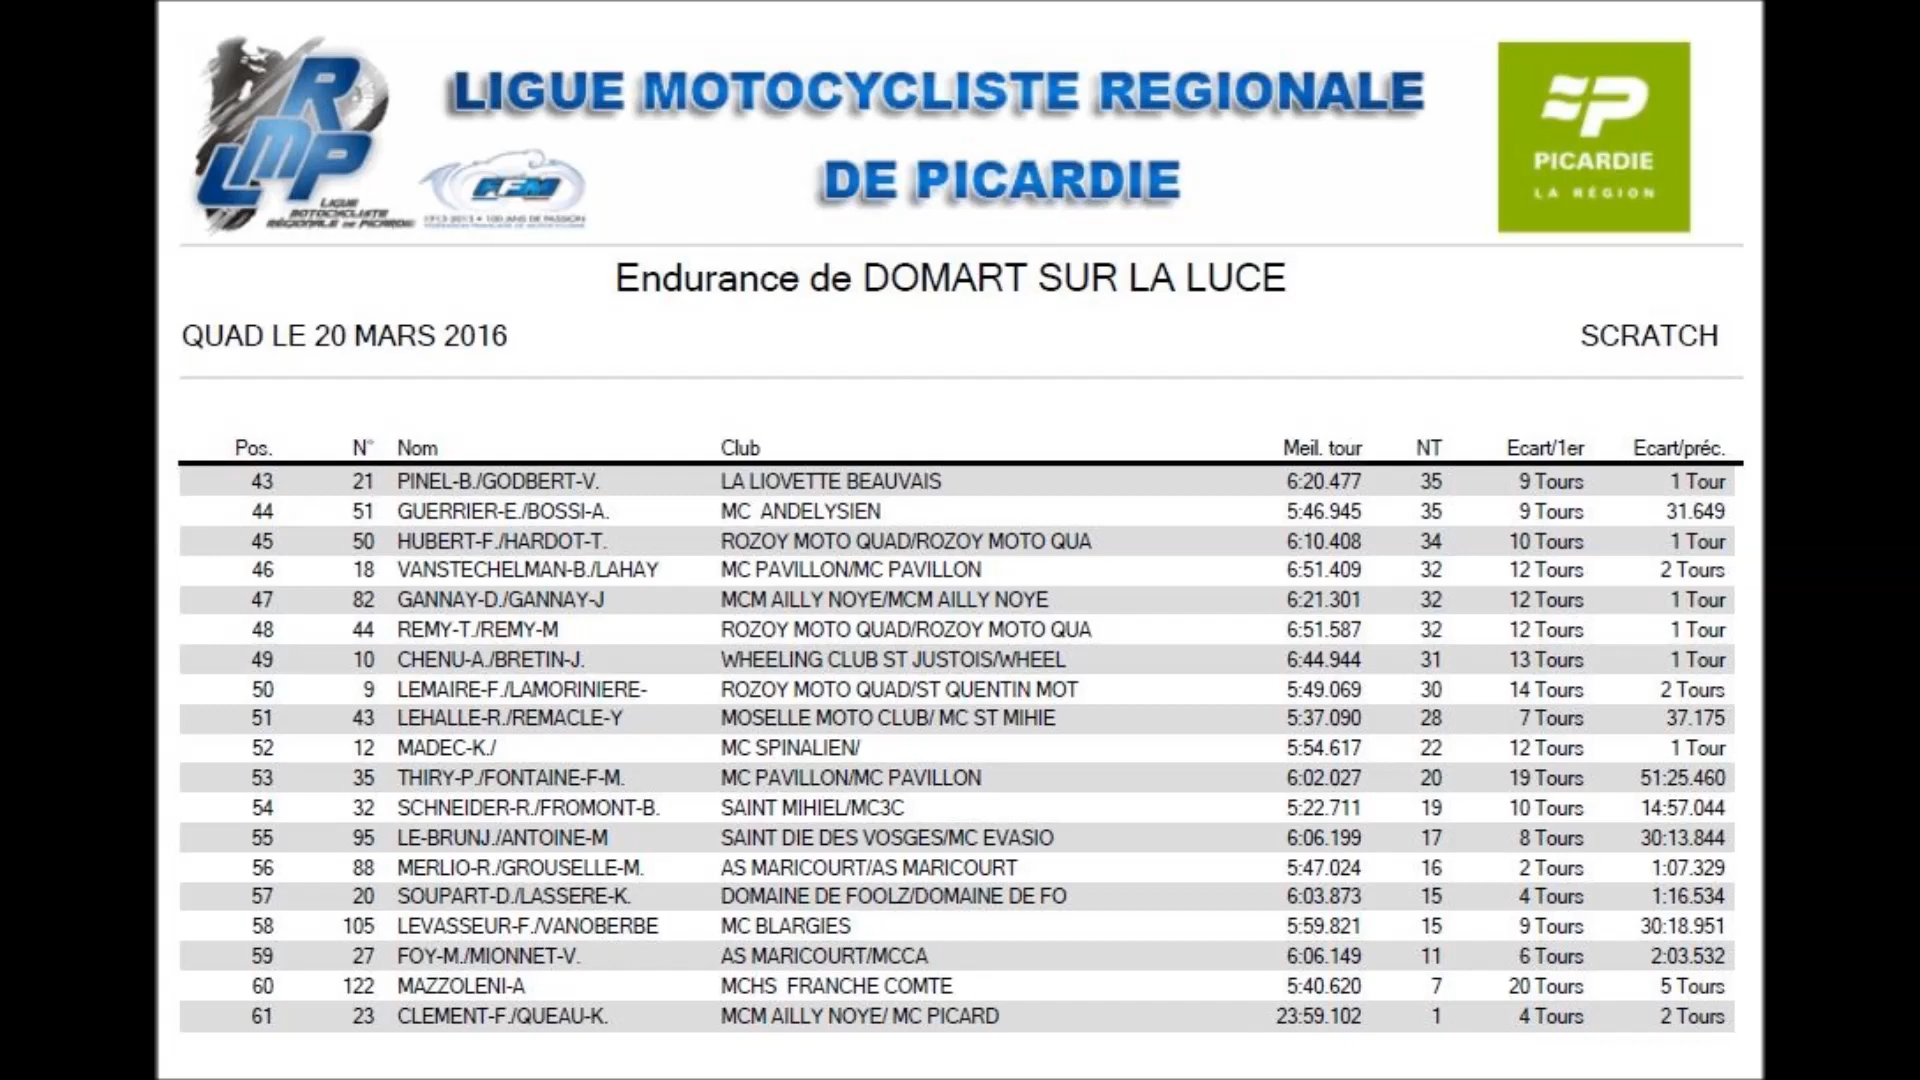 LIGUE MOTOCYCLISTE REGIONALE
DE PICARDIE
RLMP
LIGUE
MOTOCYCLISTE
RÉGIONALE DE PICARDIE
FFM
1913-2013 • 100 ANS DE PASSION
FÉDÉRATION FRANÇAISE DE MOTOCYCLISME
PICARDIE
LA RÉGION
Endurance de DOMART SUR LA LUCE
QUAD LE 20 MARS 2016 SCRATCH
Pos. N° Nom Club Meil. tour NT Ecart/1er Ecart/préc.
43 21 PINEL-B./GODBERT-V. LA LIOVETTE BEAUVAIS 6:20.477 35 9 Tours 1 Tour
44 51 GUERRIER-E./BOSSI-A. MC ANDELYSIEN 5:46.945 35 9 Tours 31.649
45 50 HUBERT-F./HARDOT-T. ROZOY MOTO QUAD/ROZOY MOTO QUA 6:10.408 34 10 Tours 1 Tour
46 18 VANSTECHELMAN-B./LAHAY MC PAVILLON/MC PAVILLON 6:51.409 32 12 Tours 2 Tours
47 82 GANNAY-D./GANNAY-J MCM AILLY NOYE/MCM AILLY NOYE 6:21.301 32 12 Tours 1 Tour
48 44 REMY-T./REMY-M ROZOY MOTO QUAD/ROZOY MOTO QUA 6:51.587 32 12 Tours 1 Tour
49 10 CHENU-A./BRETIN-J. WHEELING CLUB ST JUSTOIS/WHEEL 6:44.944 31 13 Tours 1 Tour
50 9 LEMAIRE-F./LAMORINIERE- ROZOY MOTO QUAD/ST QUENTIN MOT 5:49.069 30 14 Tours 2 Tours
51 43 LEHALLE-R./REMACLE-Y MOSELLE MOTO CLUB/ MC ST MIHIE 5:37.090 28 7 Tours 37.175
52 12 MADEC-K./ MC SPINALIEN/ 5:54.617 22 12 Tours 1 Tour
53 35 THIRY-P./FONTAINE-F-M. MC PAVILLON/MC PAVILLON 6:02.027 20 19 Tours 51:25.460
54 32 SCHNEIDER-R./FROMONT-B. SAINT MIHIEL/MC3C 5:22.711 19 10 Tours 14:57.044
55 95 LE-BRUNJ./ANTOINE-M SAINT DIE DES VOSGES/MC EVASIO 6:06.199 17 8 Tours 30:13.844
56 88 MERLIO-R./GROUSELLE-M. AS MARICOURT/AS MARICOURT 5:47.024 16 2 Tours 1:07.329
57 20 SOUPART-D./LASSERE-K. DOMAINE DE FOOLZ/DOMAINE DE FO 6:03.873 15 4 Tours 1:16.534
58 105 LEVASSEUR-F./VANOBERBE MC BLARGIES 5:59.821 15 9 Tours 30:18.951
59 27 FOY-M./MIONNET-V. AS MARICOURT/MCCA 6:06.149 11 6 Tours 2:03.532
60 122 MAZZOLENI-A MCHS FRANCHE COMTE 5:40.620 7 20 Tours 5 Tours
61 23 CLEMENT-F./QUEAU-K. MCM AILLY NOYE/ MC PICARD 23:59.102 1 4 Tours 2 Tours